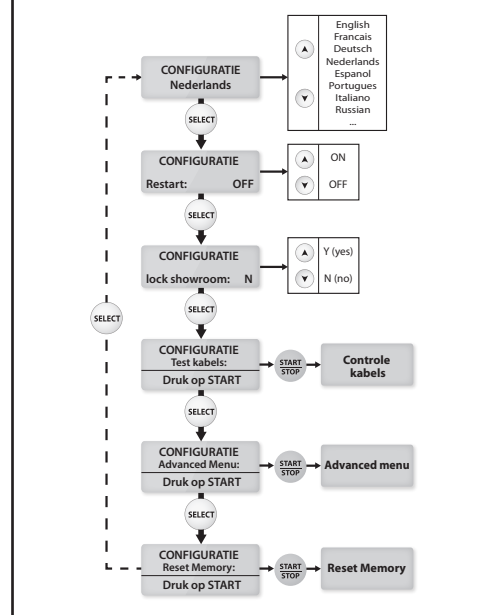 English
Francais
Deutsch
Nederlands
Espanol
Portugues
Italiano
Russian
...
CONFIGURATIE
Nederlands
SELECT
CONFIGURATIE
Restart: OFF
ON
OFF
SELECT
CONFIGURATIE
lock showroom: N
Y (yes)
N (no)
SELECT
SELECT
CONFIGURATIE
Test kabels:
Druk op START
START
STOP
Controle
kabels
SELECT
CONFIGURATIE
Advanced Menu:
Druk op START
START
STOP
Advanced menu
SELECT
CONFIGURATIE
Reset Memory:
Druk op START
START
STOP
Reset Memory